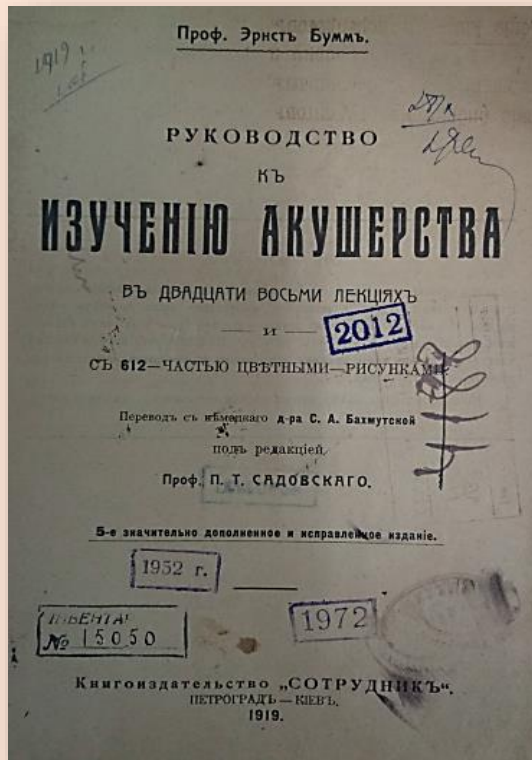 Проф. Эрнстъ Буммъ.
1919 г.
РУКОВОДСТВО
КЪ
ИЗУЧЕНІЮ АКУШЕРСТВА
ВЪ ДВАДЦАТИ ВОСЬМИ ЛЕКЦІЯХЪ
И
2012
СЪ 612—ЧАСТЬЮ ЦВѢТНЫМИ—РИСУНКАМИ
Переводъ съ нѣмецкаго д-ра С. А. Бахмутской
подъ редакціей
Проф. П. Т. САДОВСКАГО.
5-е значительно дополненное и исправленное изданіе.
1952 г.
1972
№ 15050
Книгоиздательство „СОТРУДНИКЪ“.
ПЕТРОГРАДЪ — КІЕВЪ.
1919.